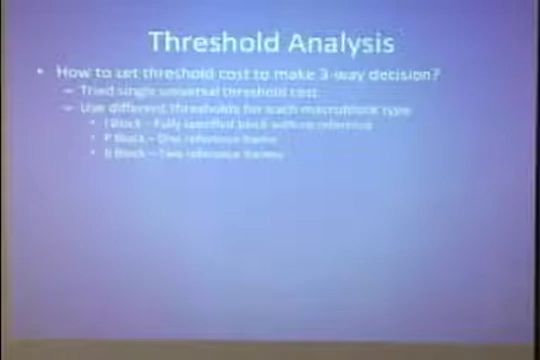 Threshold Analysis
• How to set threshold cost to make 3-way decision?
– Tried single universal threshold cost
– Use different thresholds for each macroblock type
• I Block – Fully specified block without reference
• P Block – One reference frame
• B Block – Two reference frames